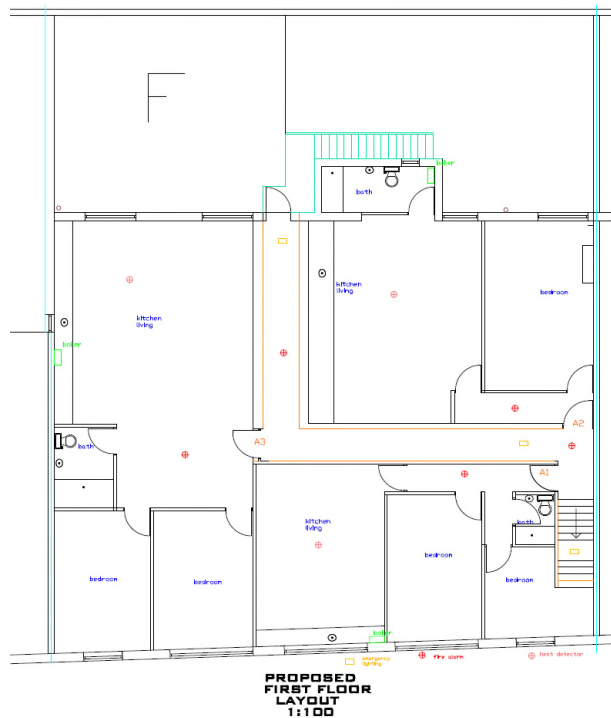 F
boiler
bath
kitchen
living
kitchen
living
bedroom
boiler
A3
A2
bath
A1
kitchen
living
bath
bedroom
bedroom
bedroom
bedroom
boiler
emergency
lighting
fire alarm
heat detector
PROPOSED
FIRST FLOOR
LAYOUT
1:100